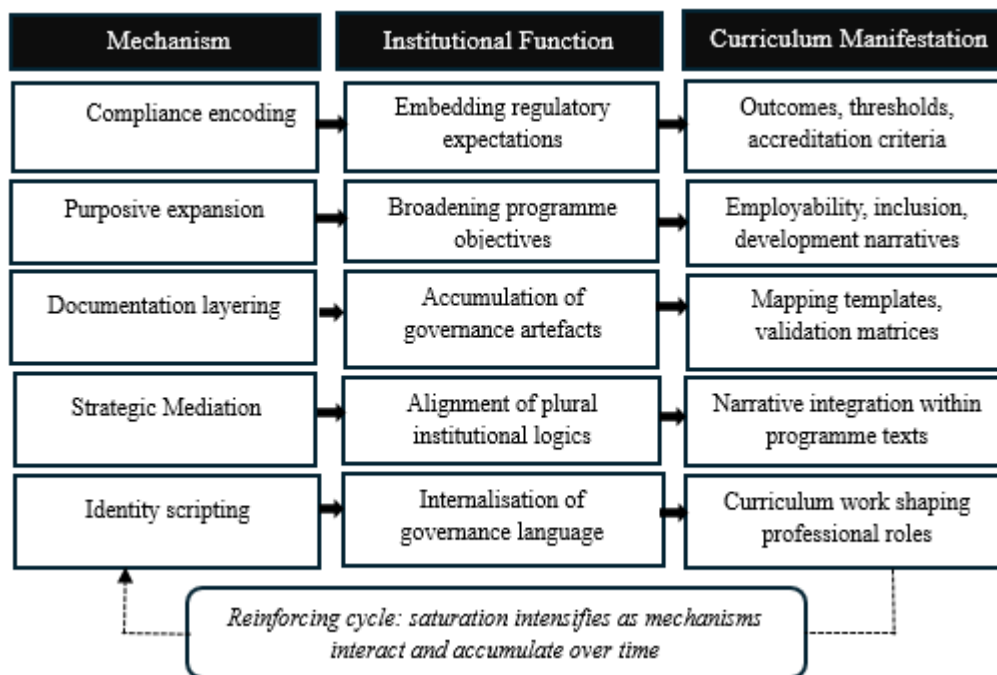 Mechanism
Institutional Function
Curriculum Manifestation
Compliance encoding
Embedding regulatory
expectations
Outcomes, thresholds,
accreditation criteria
Purposive expansion
Broadening programme
objectives
Employability, inclusion,
development narratives
Documentation layering
Accumulation of
governance artefacts
Mapping templates,
validation matrices
Strategic Mediation
Alignment of plural
institutional logics
Narrative integration within
programme texts
Identity scripting
Internalisation of
governance language
Curriculum work shaping
professional roles
Reinforcing cycle: saturation intensifies as mechanisms
interact and accumulate over time